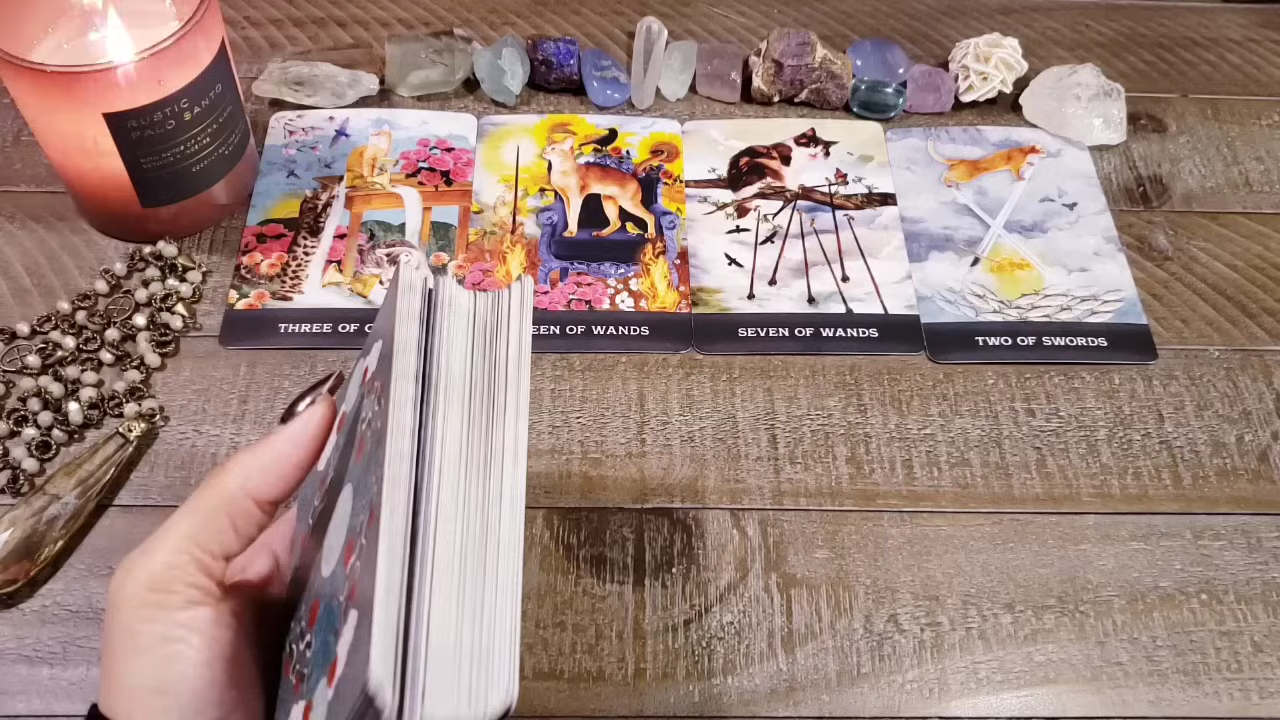 RUSTIC
PALO SANTO
THREE OF C
EEN OF WANDS
SEVEN OF WANDS
TWO OF SWORDS